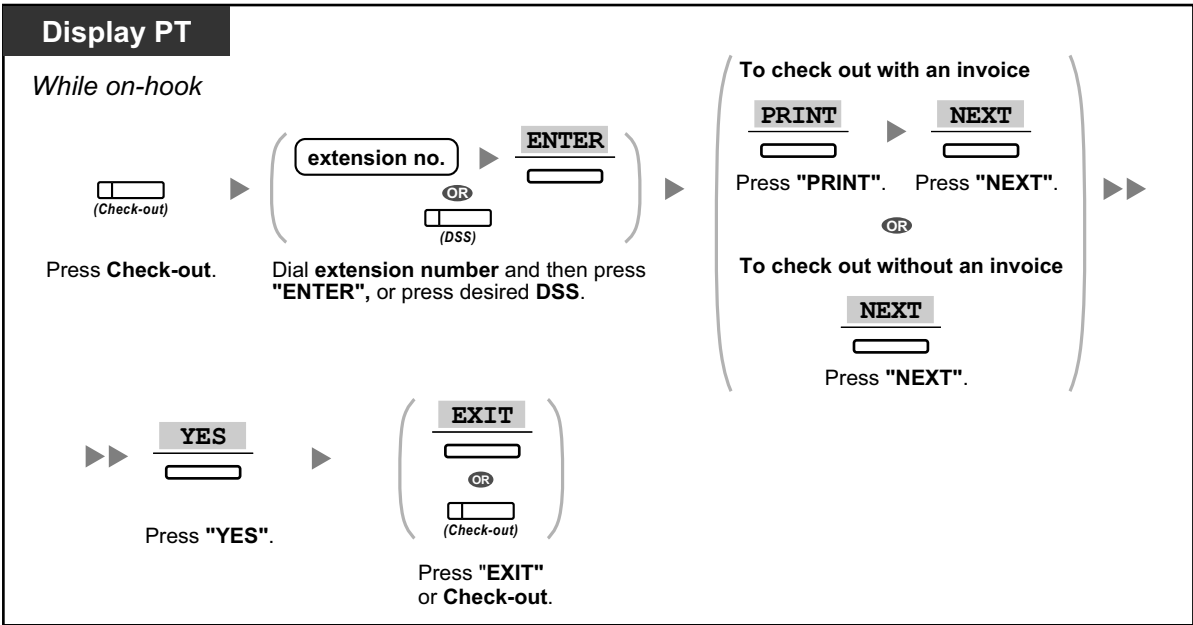 Display PT
While on-hook
(Check-out)
Press Check-out.
extension no.
ENTER
OR
(DSS)
Dial extension number and then press
"ENTER", or press desired DSS.
To check out with an invoice
PRINT
NEXT
Press "PRINT".
Press "NEXT".
OR
To check out without an invoice
NEXT
Press "NEXT".
YES
Press "YES".
EXIT
OR
(Check-out)
Press "EXIT"
or Check-out.